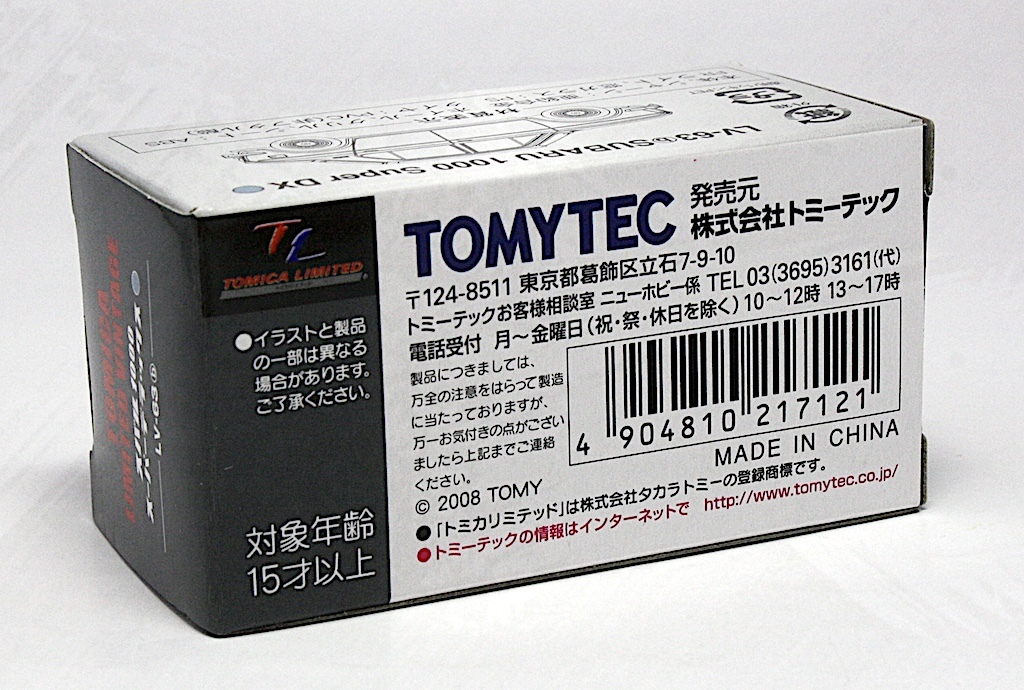 LV-63b SUBARU 1000 Super DX
TL
TOMICA LIMITED
●イラストと製品
の一部は異なる
場合があります。
ご了承ください。
対象年齢
15才以上
TOMYTEC
発売元
株式会社トミーテック
〒124-8511 東京都葛飾区立石7-9-10
トミーテックお客様相談室 ニューホビー係 TEL 03(3695)3161(代)
電話受付 月〜金曜日(祝・祭・休日を除く) 10〜12時 13〜17時
製品につきましては、
万全の注意をはらって製造
に当たっておりますが、
万一お気付きの点がござい
ましたら上記までご連絡
ください。
4 904810 217121
MADE IN CHINA
© 2008 TOMY
●「トミカリミテッド」は株式会社タカラトミーの登録商標です。
●トミーテックの情報はインターネットで http://www.tomytec.co.jp/
LV-63